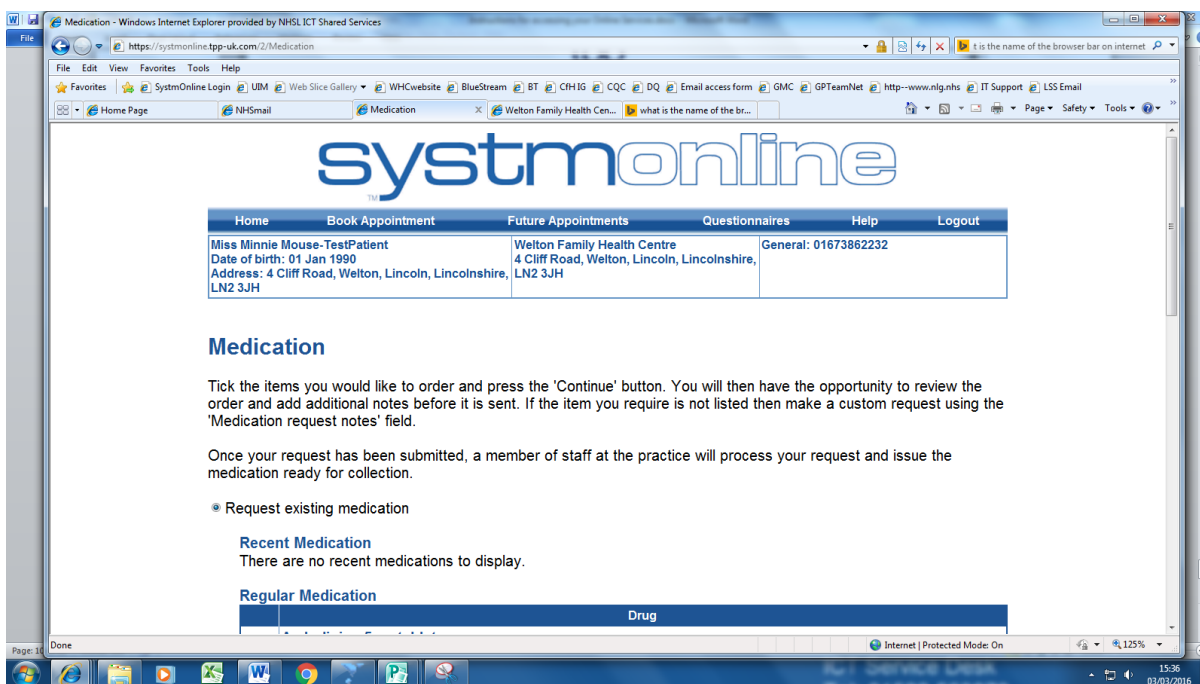 Medication - Windows Internet Explorer provided by NHSL ICT Shared Services
File
https://systmonline.tpp-uk.com/2/Medication
t is the name of the browser bar on internet
File Edit View Favorites Tools Help
Favorites SystmOnline Login UIM Web Slice Gallery WHCwebsite BlueStream BT CfH IG CQC DQ Email access form GMC GPTeamNet http--www.nlg.nhs IT Support LSS Email
Home Page NHSmail Medication X Welton Family Health Cen... what is the name of the br... Page Safety Tools
systmonline
TM
Home Book Appointment Future Appointments Questionnaires Help Logout
Miss Minnie Mouse-TestPatient Welton Family Health Centre General: 01673862232
Date of birth: 01 Jan 1990 4 Cliff Road, Welton, Lincoln, Lincolnshire,
Address: 4 Cliff Road, Welton, Lincoln, Lincolnshire, LN2 3JH
LN2 3JH
Medication
Tick the items you would like to order and press the 'Continue' button. You will then have the opportunity to review the
order and add additional notes before it is sent. If the item you require is not listed then make a custom request using the
'Medication request notes' field.
Once your request has been submitted, a member of staff at the practice will process your request and issue the
medication ready for collection.
Request existing medication
Recent Medication
There are no recent medications to display.
Regular Medication
Drug
Done Internet | Protected Mode: On 125%
Page: 10
ICT Service Desk
15:36
03/03/2016